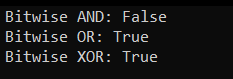 Bitwise AND: False
Bitwise OR: True
Bitwise XOR: True